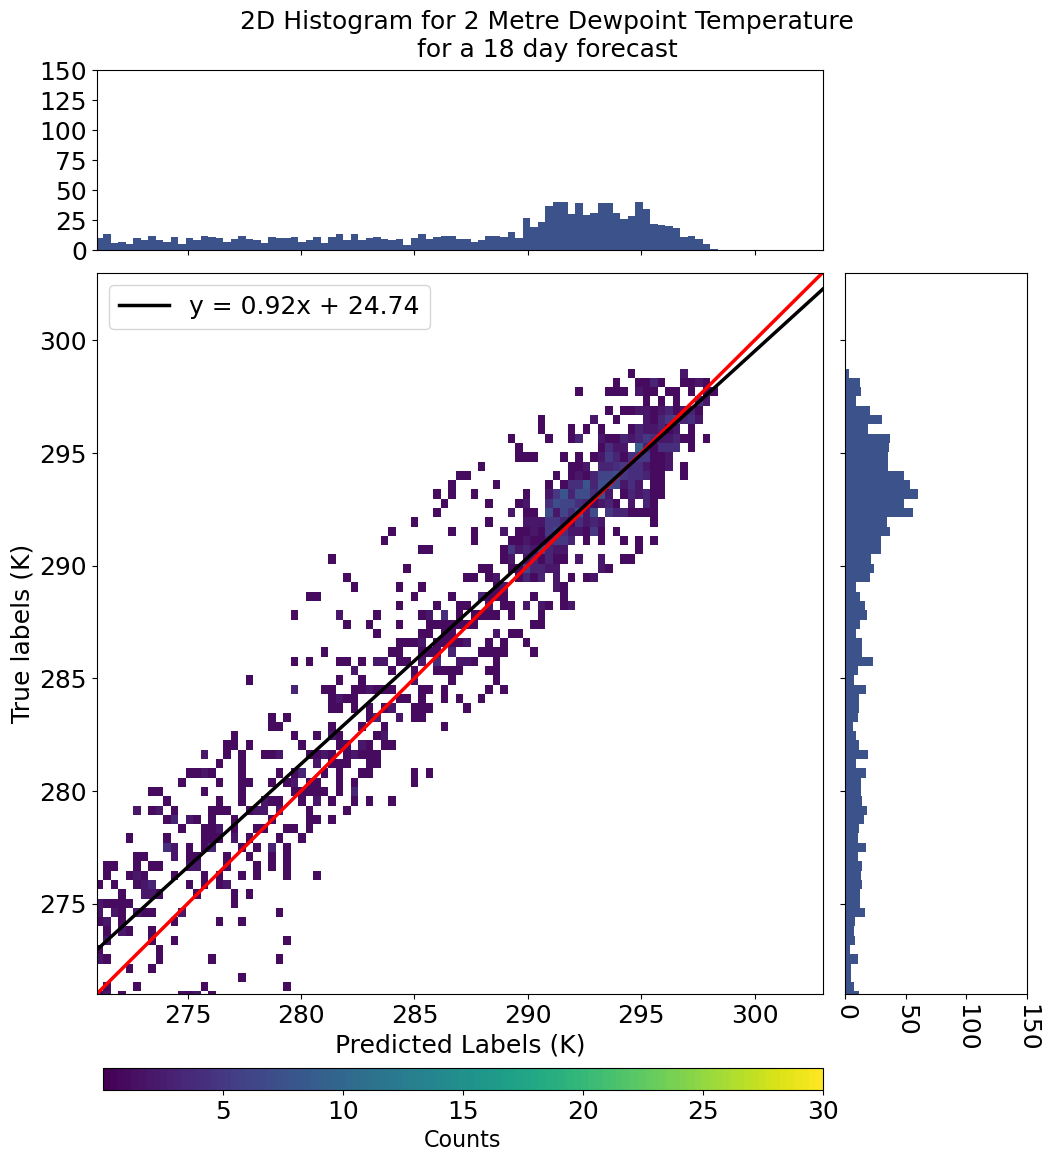 2D Histogram for 2 Metre Dewpoint Temperature
for a 18 day forecast
150
125
100
75
50
25
0
y = 0.92x + 24.74
300
295
290
285
280
275
True labels (K)
275 280 285 290 295 300
Predicted Labels (K)
0 50 100 150
5 10 15 20 25 30
Counts